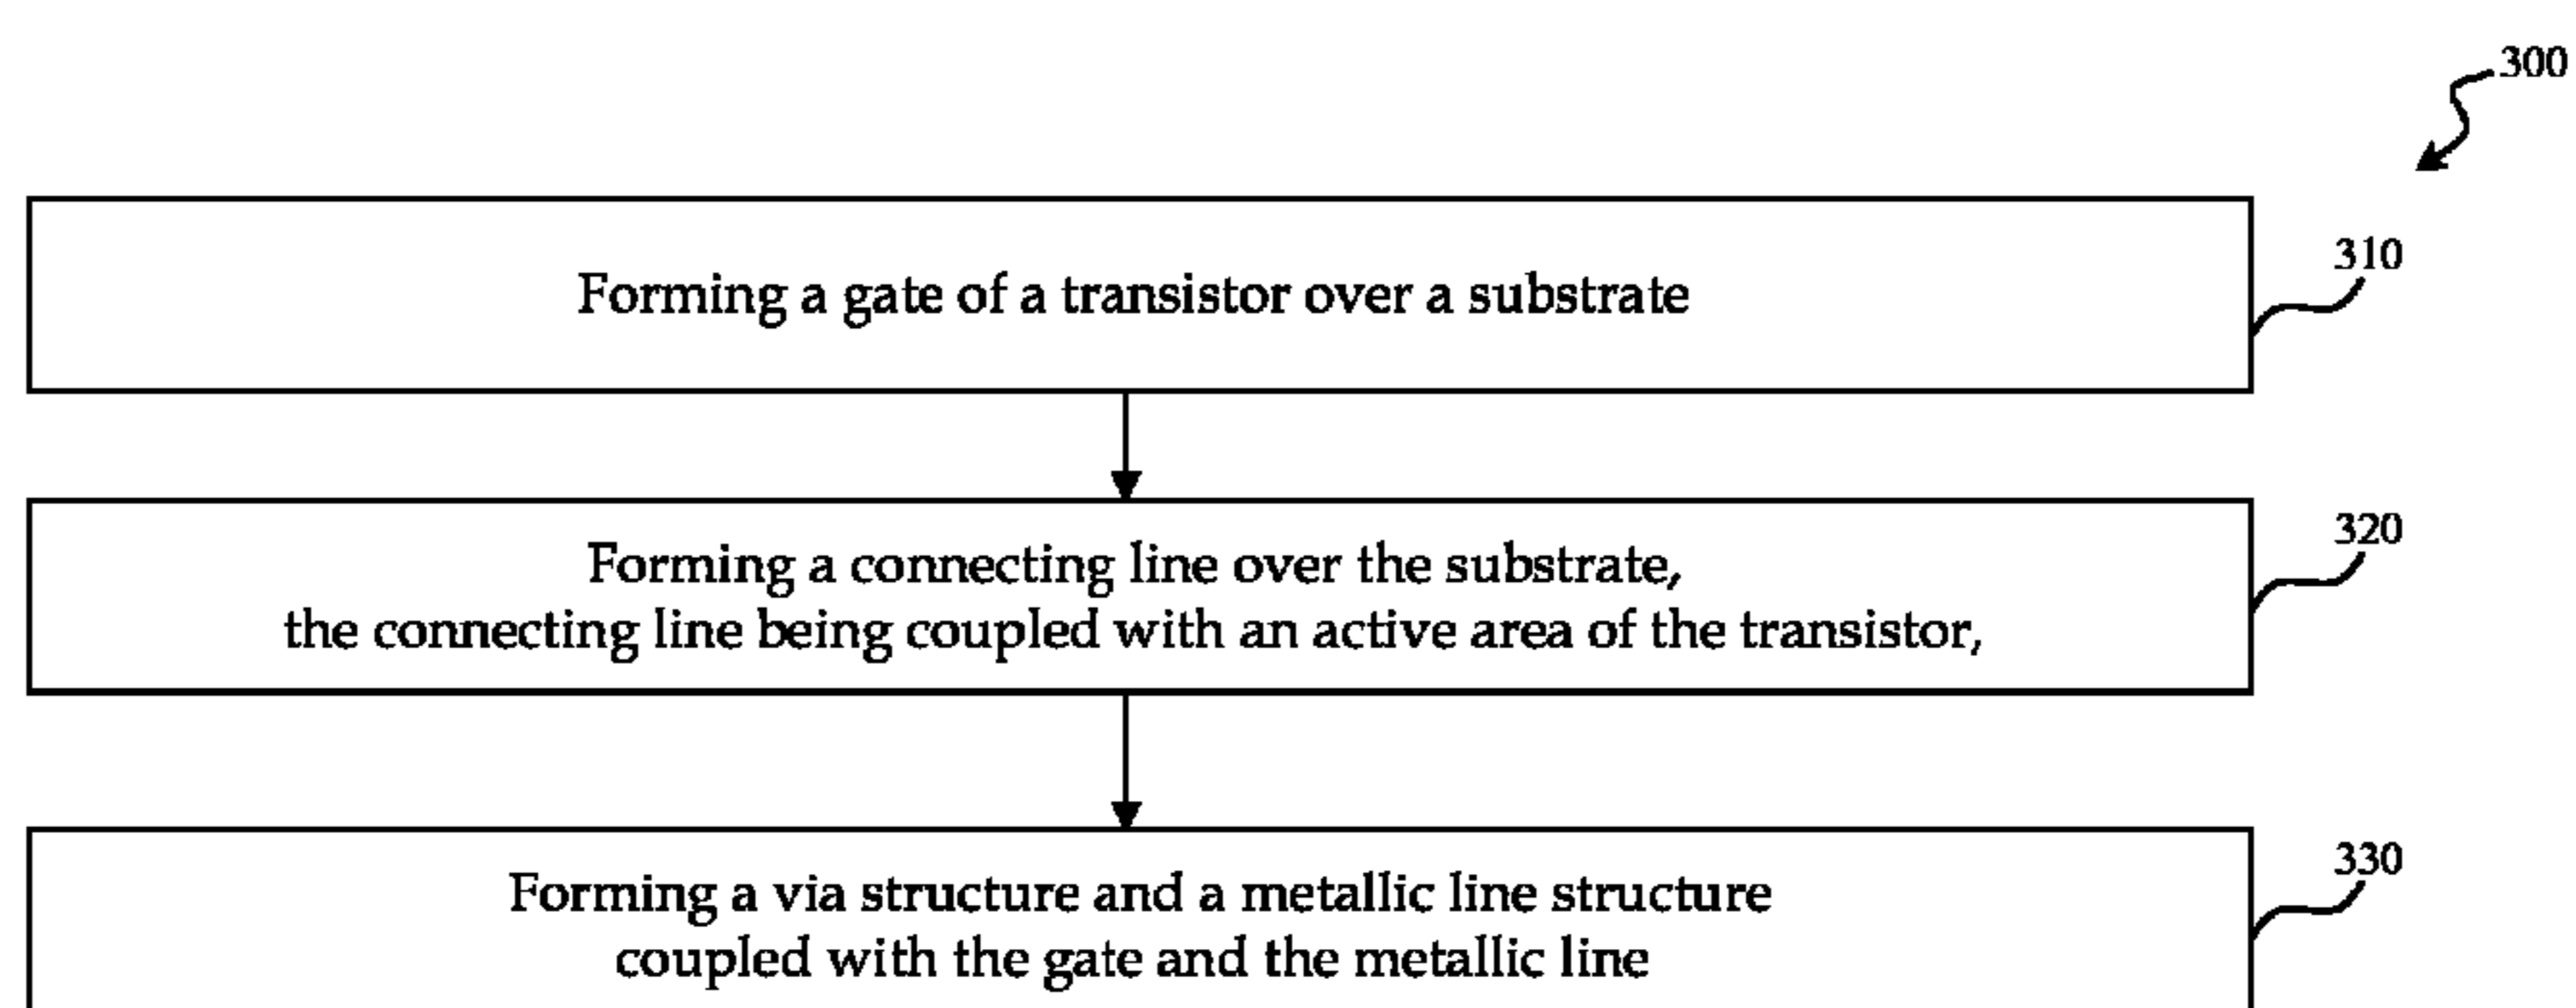 300
310
Forming a gate of a transistor over a substrate
320
Forming a connecting line over the substrate,
the connecting line being coupled with an active area of the transistor,
330
Forming a via structure and a metallic line structure
coupled with the gate and the metallic line